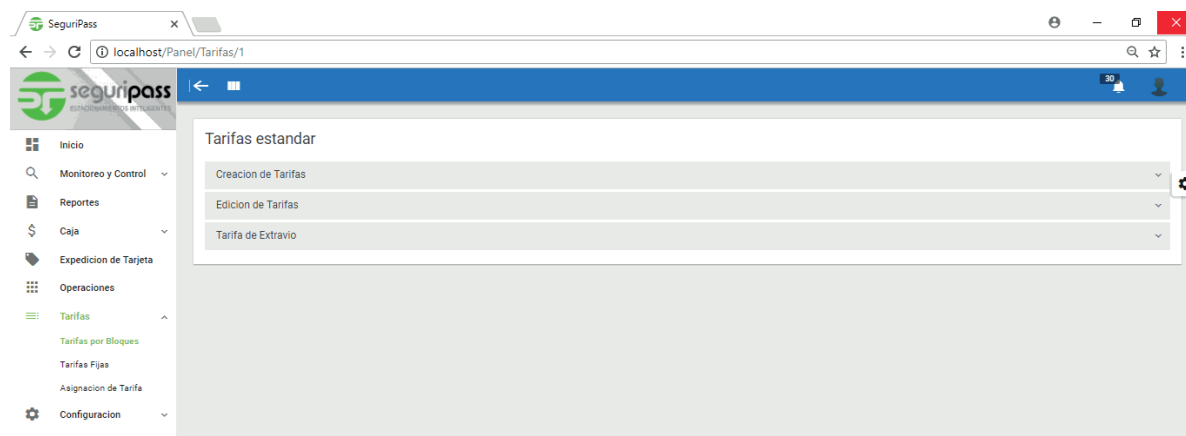 SeguriPass
localhost/Panel/Tarifas/1
seguripass
ESTACIONAMIENTOS INTELIGENTES
30
Tarifas estandar
Creacion de Tarifas
Edicion de Tarifas
Tarifa de Extravio
Inicio
Monitoreo y Control
Reportes
Caja
Expedicion de Tarjeta
Operaciones
Tarifas
Tarifas por Bloques
Tarifas Fijas
Asignacion de Tarifa
Configuracion